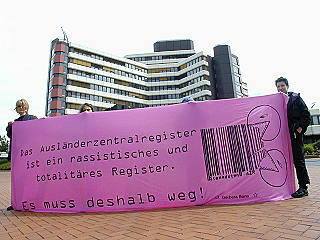 Das Ausländerzentralregister
ist ein rassistisches und
totalitäres Register.
Es muss deshalb weg!